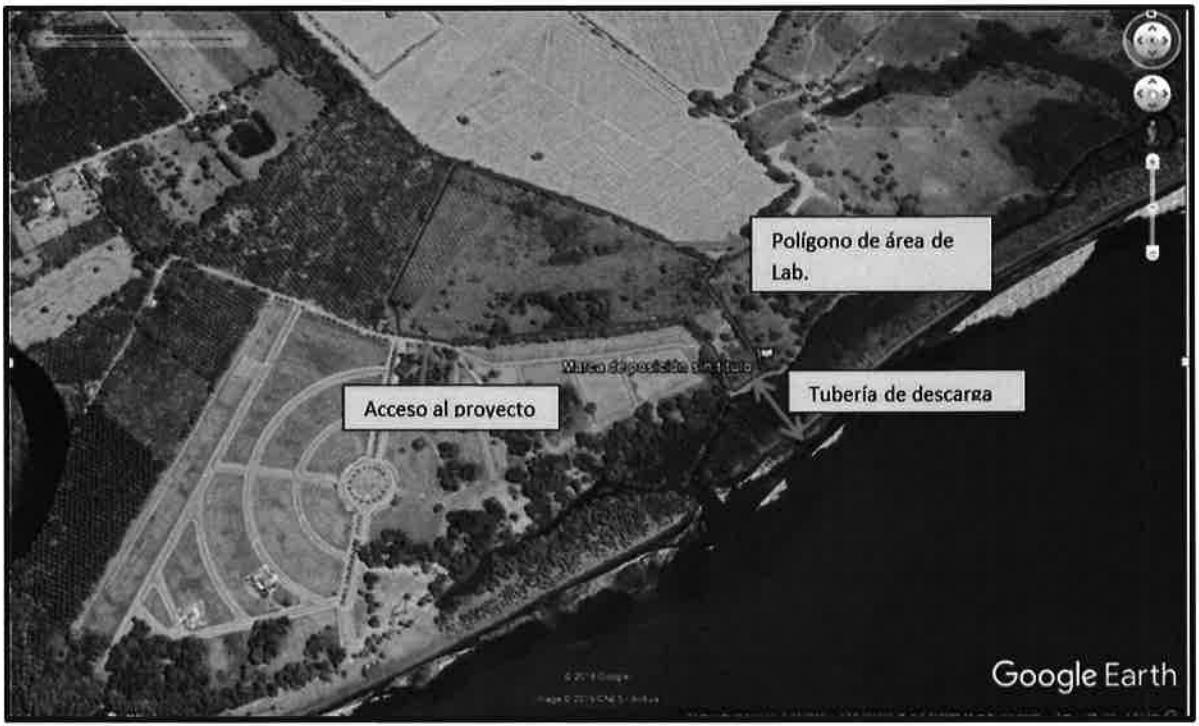 Polígono de área de
Lab.
Marca de posición sin título
Tubería de descarga
Acceso al proyecto
Google Earth